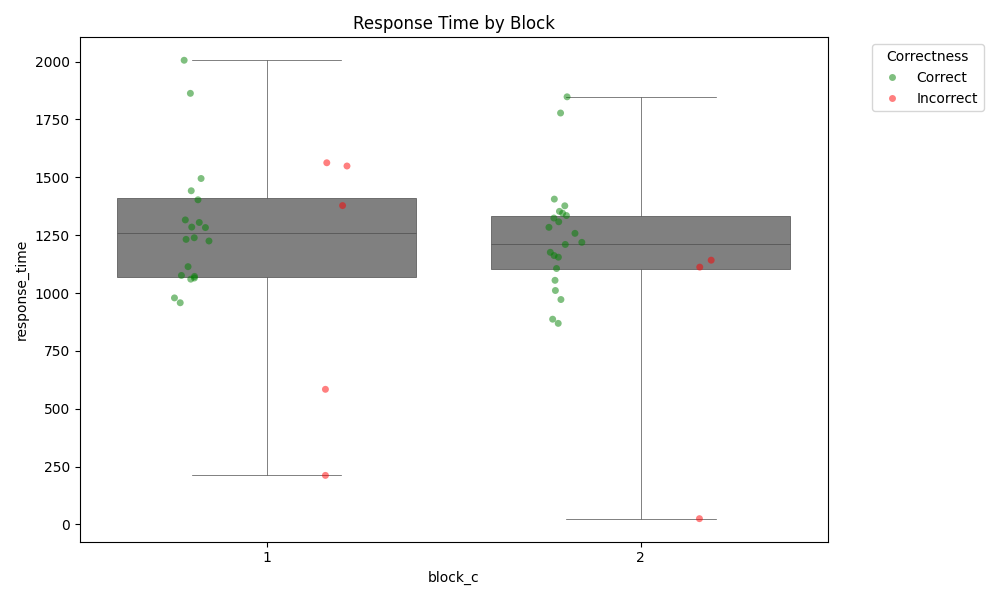 Response Time by Block
Correctness
Correct
Incorrect
response_time
2000
1750
1500
1250
1000
750
500
250
0
1
2
block_c